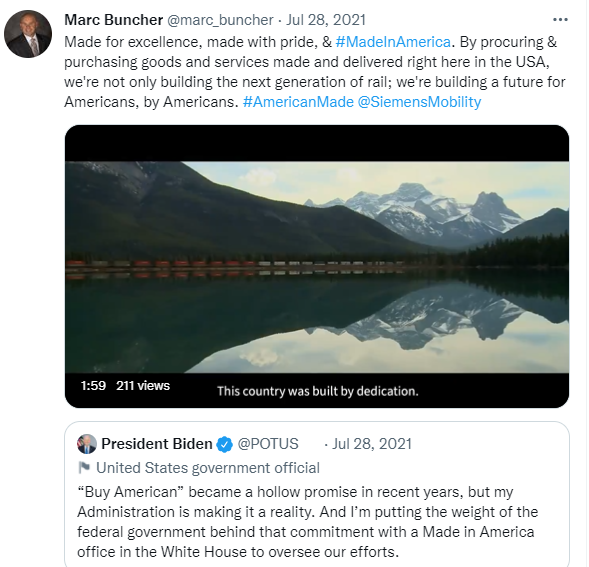 Marc Buncher @marc_buncher · Jul 28, 2021
Made for excellence, made with pride, & #MadeInAmerica. By procuring &
purchasing goods and services made and delivered right here in the USA,
we're not only building the next generation of rail; we're building a future for
Americans, by Americans. #AmericanMade @SiemensMobility
1:59 211 views
This country was built by dedication.
President Biden @POTUS · Jul 28, 2021
United States government official
“Buy American” became a hollow promise in recent years, but my
Administration is making it a reality. And I’m putting the weight of the
federal government behind that commitment with a Made in America
office in the White House to oversee our efforts.